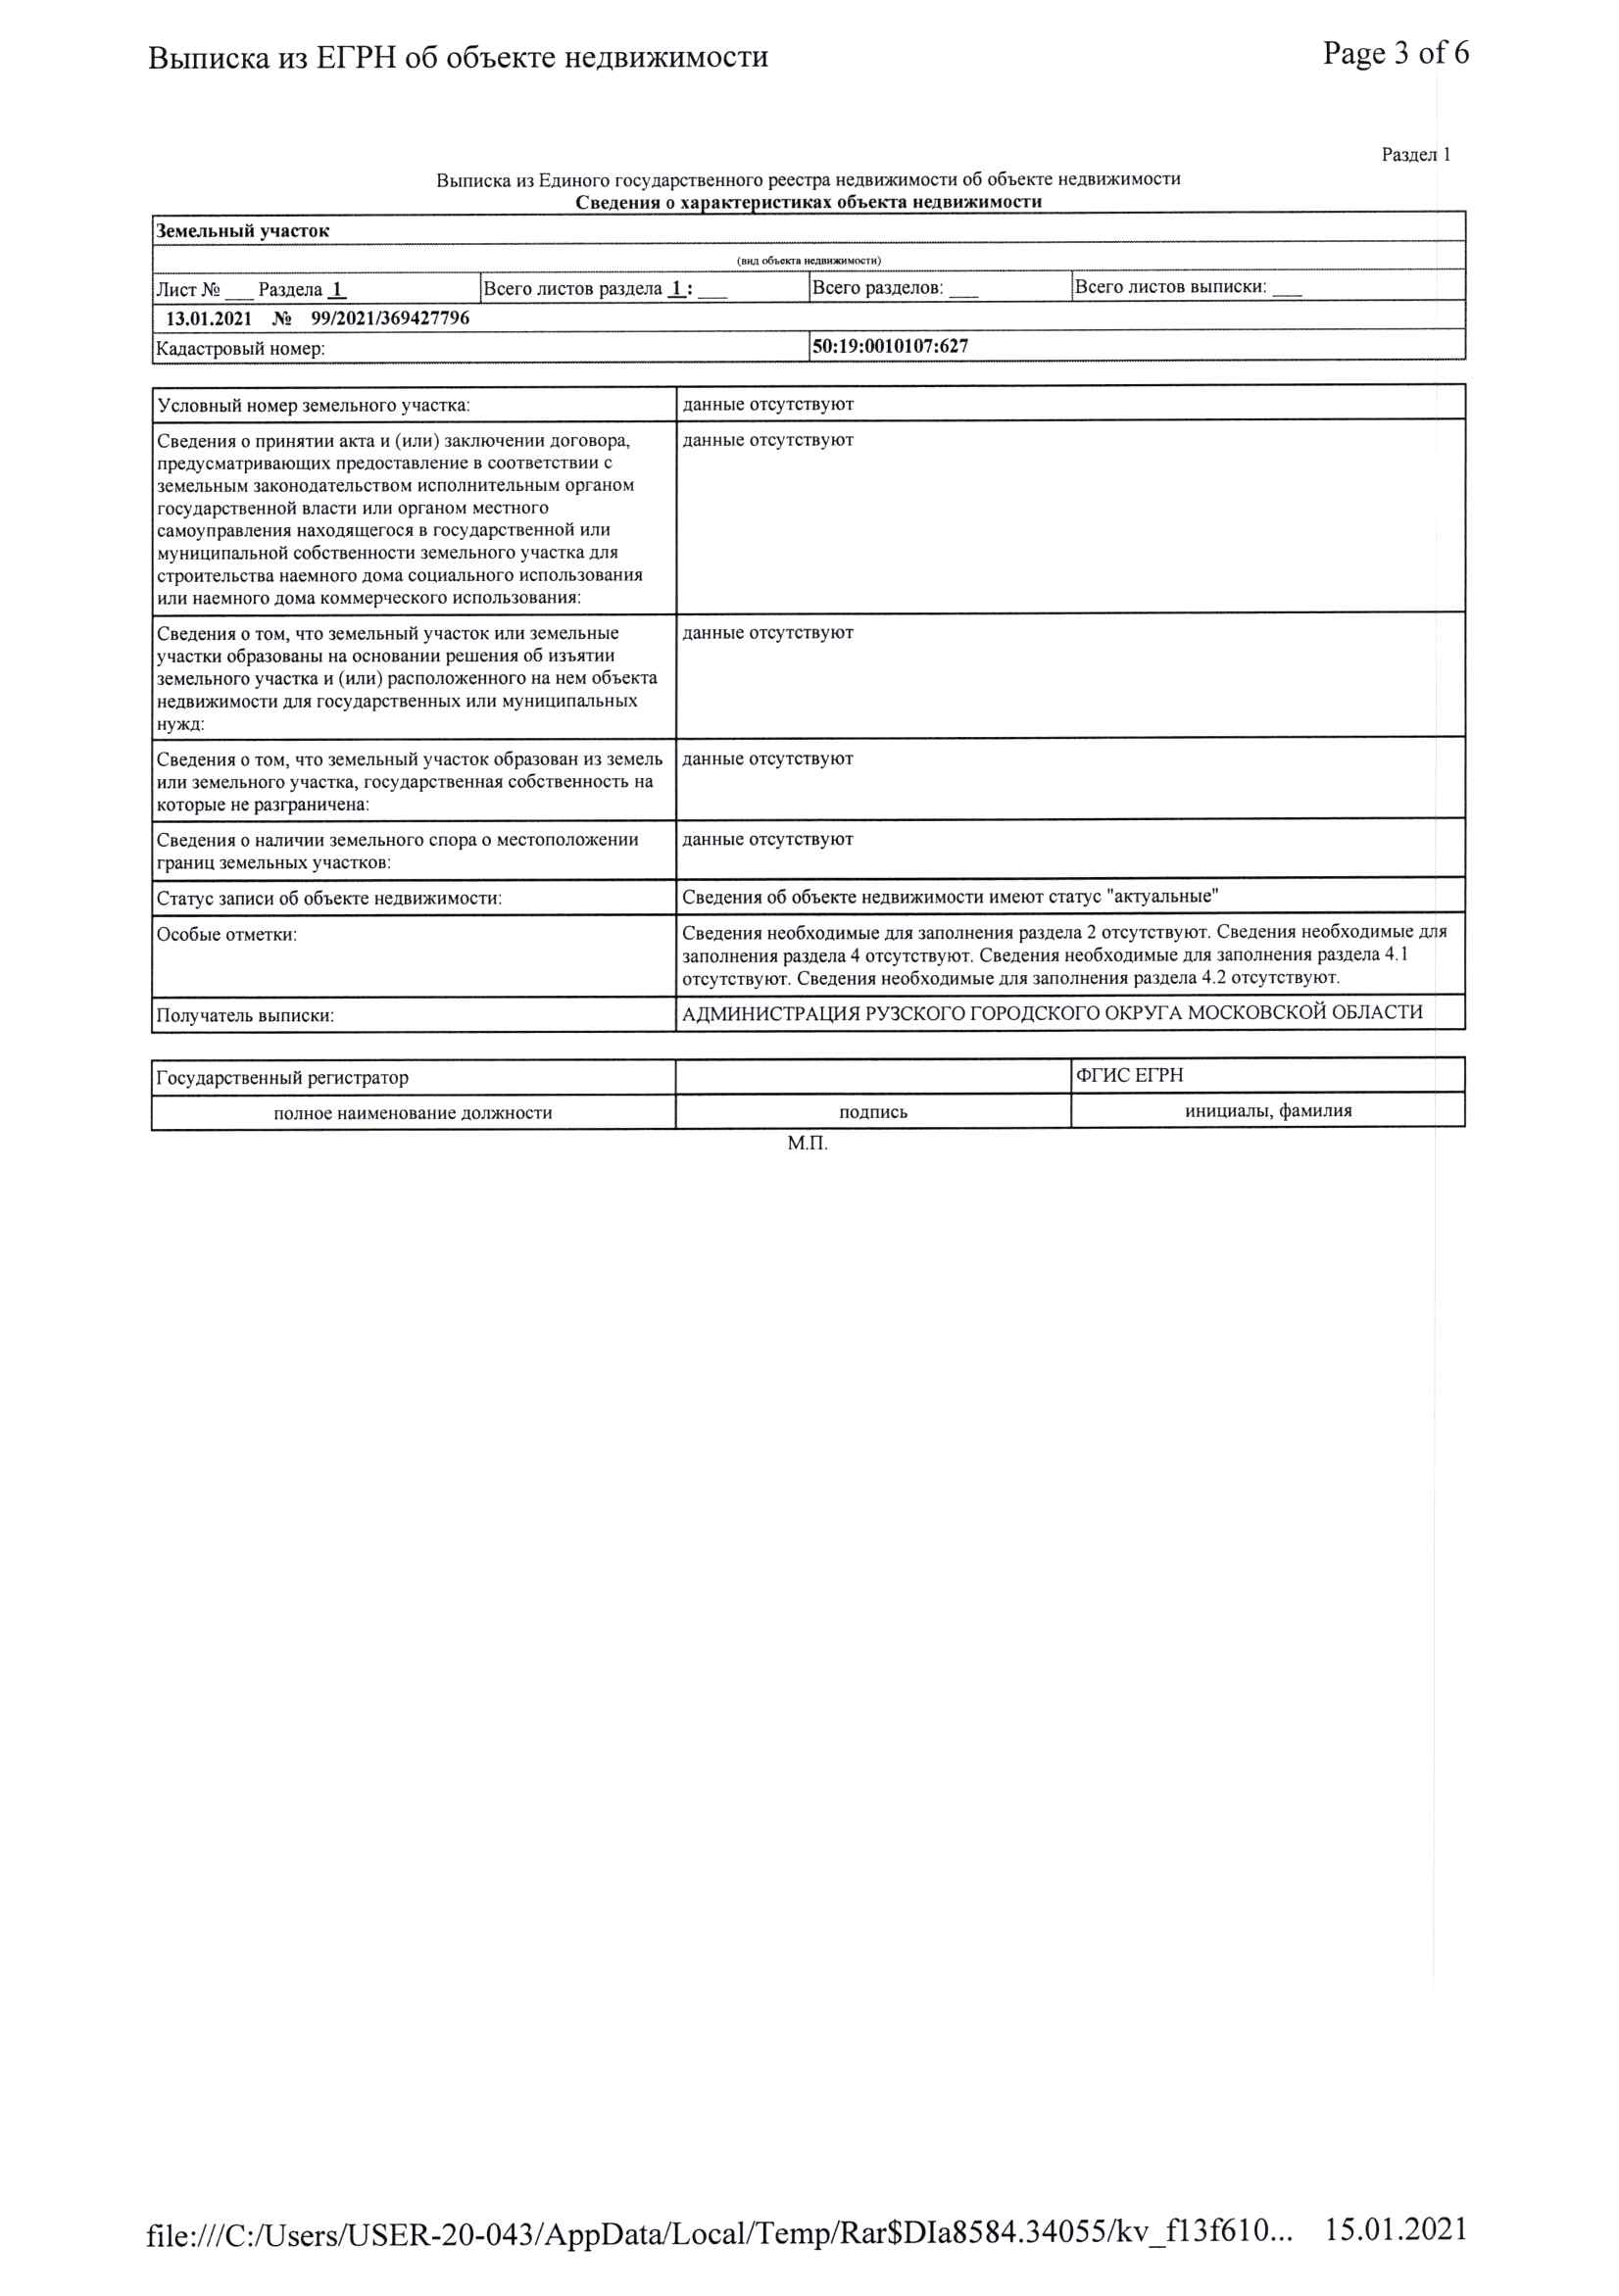 Выписка из ЕГРН об объекте недвижимости
Page 3 of 6
Раздел 1
Выписка из Единого государственного реестра недвижимости об объекте недвижимости
Сведения о характеристиках объекта недвижимости
Земельный участок
(вид объекта недвижимости)
Лист № ___ Раздела 1
Всего листов раздела 1 : ___
Всего разделов: ___
Всего листов выписки: ___
13.01.2021 № 99/2021/369427796
Кадастровый номер:
50:19:0010107:627
Условный номер земельного участка:
данные отсутствуют
Сведения о принятии акта и (или) заключении договора,
предусматривающих предоставление в соответствии с
земельным законодательством исполнительным органом
государственной власти или органом местного
самоуправления находящегося в государственной или
муниципальной собственности земельного участка для
строительства наемного дома социального использования
или наемного дома коммерческого использования:
данные отсутствуют
Сведения о том, что земельный участок или земельные
участки образованы на основании решения об изъятии
земельного участка и (или) расположенного на нем объекта
недвижимости для государственных или муниципальных
нужд:
данные отсутствуют
Сведения о том, что земельный участок образован из земель
или земельного участка, государственная собственность на
которые не разграничена:
данные отсутствуют
Сведения о наличии земельного спора о местоположении
границ земельных участков:
данные отсутствуют
Статус записи об объекте недвижимости:
Сведения об объекте недвижимости имеют статус "актуальные"
Особые отметки:
Сведения необходимые для заполнения раздела 2 отсутствуют. Сведения необходимые для
заполнения раздела 4 отсутствуют. Сведения необходимые для заполнения раздела 4.1
отсутствуют. Сведения необходимые для заполнения раздела 4.2 отсутствуют.
Получатель выписки:
АДМИНИСТРАЦИЯ РУЗСКОГО ГОРОДСКОГО ОКРУГА МОСКОВСКОЙ ОБЛАСТИ
Государственный регистратор
ФГИС ЕГРН
полное наименование должности
подпись
инициалы, фамилия
М.П.
file:///C:/Users/USER-20-043/AppData/Local/Temp/Rar$DIa8584.34055/kv_f13f610...
15.01.2021